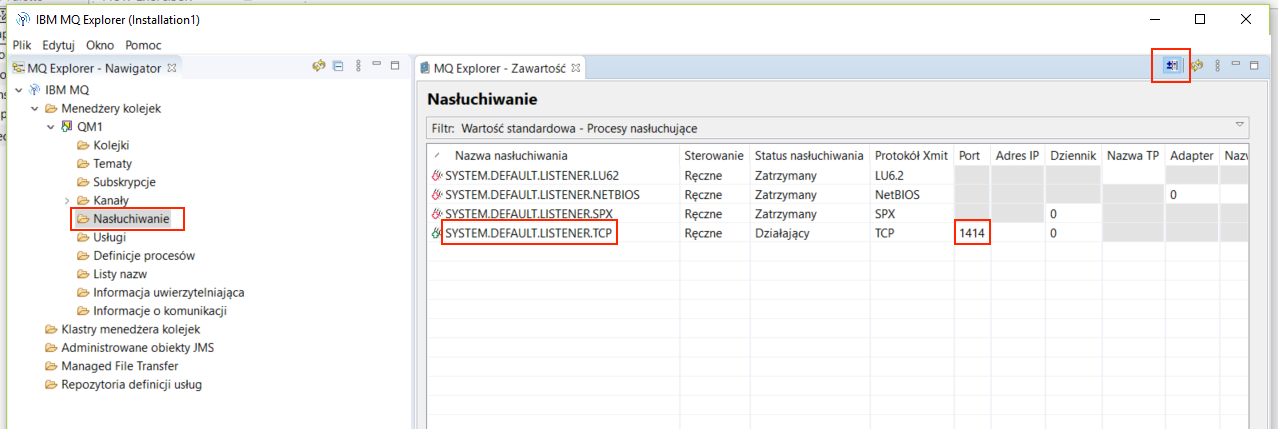 IBM MQ Explorer (Installation1)
Plik Edytuj Okno Pomoc
MQ Explorer - Nawigator
IBM MQ
Menedżery kolejek
QM1
Kolejki
Tematy
Subskrypcje
Kanały
Nasłuchiwanie
Usługi
Definicje procesów
Listy nazw
Informacja uwierzytelniająca
Informacje o komunikacji
Klastry menedżera kolejek
Administrowane obiekty JMS
Managed File Transfer
Repozytoria definicji usług
MQ Explorer - Zawartość
Nasłuchiwanie
Filtr: Wartość standardowa - Procesy nasłuchujące
Nazwa nasłuchiwania Sterowanie Status nasłuchiwania Protokół Xmit Port Adres IP Dziennik Nazwa TP Adapter Nazw
SYSTEM.DEFAULT.LISTENER.LU62 Ręczne Zatrzymany LU6.2
SYSTEM.DEFAULT.LISTENER.NETBIOS Ręczne Zatrzymany NetBIOS 0
SYSTEM.DEFAULT.LISTENER.SPX Ręczne Zatrzymany SPX 0
SYSTEM.DEFAULT.LISTENER.TCP Ręczne Działający TCP 1414 0